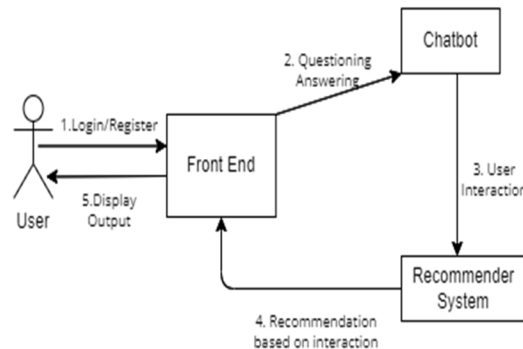 Chatbot
2. Questioning
Answering
1.Login/Register
Front End
5.Display
Output
User
3. User
Interaction
Recommender
System
4. Recommendation
based on interaction